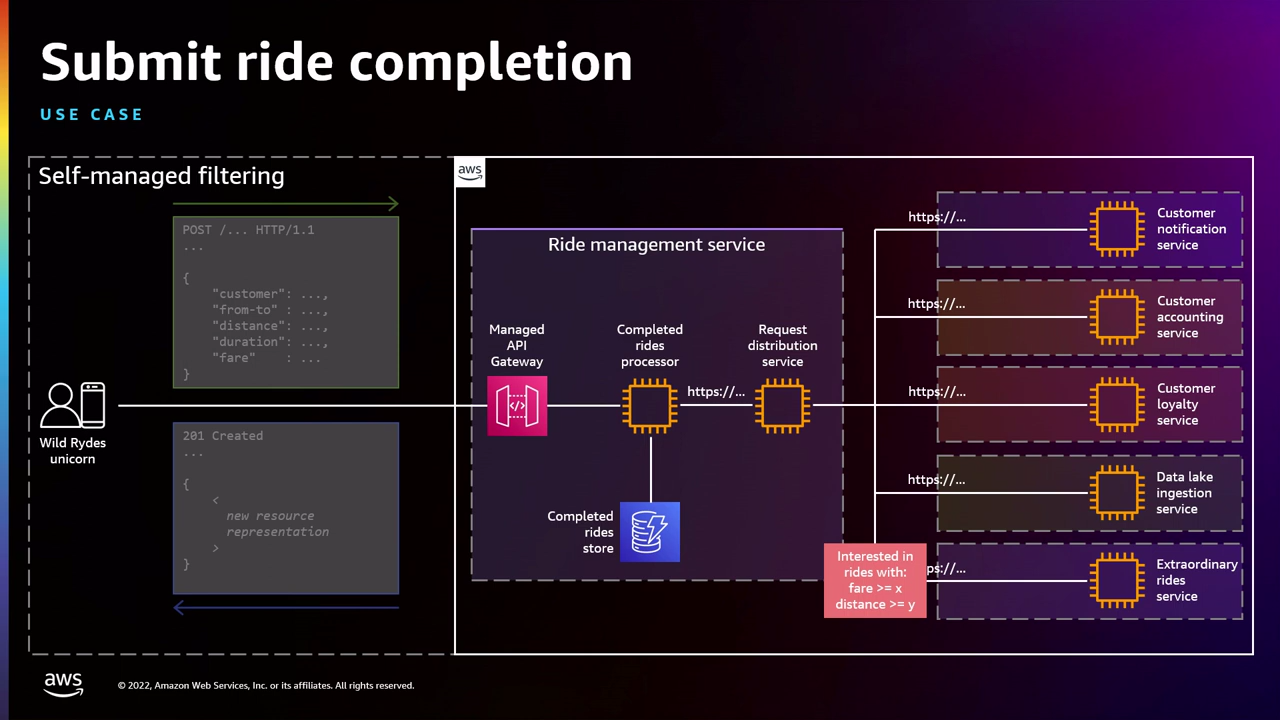 Submit ride completion
USE CASE
Self-managed filtering
POST /... HTTP/1.1
...
{
"customer": ...,
"from-to" : ...,
"distance": ...,
"duration": ...,
"fare"    : ...
}
Wild Rydes
unicorn
201 Created
...
{
<
new resource
representation
>
}
aws
Ride management service
Managed
API
Gateway
Completed
rides
processor
https://...
Request
distribution
service
Completed
rides
store
https://...
Customer
notification
service
https://...
Customer
accounting
service
https://...
Customer
loyalty
service
https://...
Data lake
ingestion
service
Interested in
rides with:
fare >= x
distance >= y
ps://...
Extraordinary
rides
service
aws
© 2022, Amazon Web Services, Inc. or its affiliates. All rights reserved.